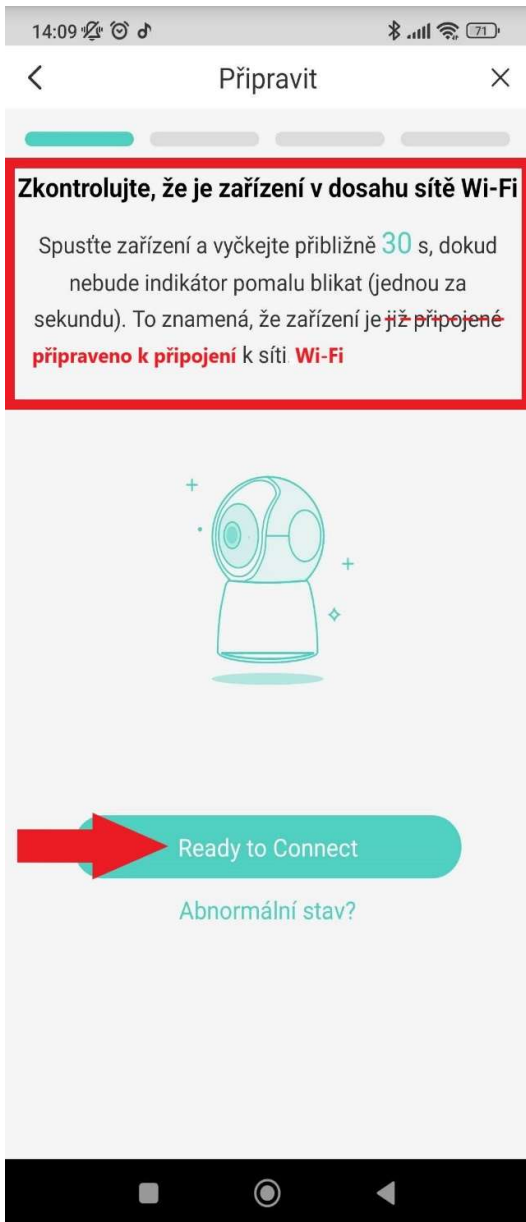 14:09
71
Připravit
Zkontrolujte, že je zařízení v dosahu sítě Wi-Fi
Spusťte zařízení a vyčkejte přibližně 30 s, dokud
nebude indikátor pomalu blikat (jednou za
sekundu). To znamená, že zařízení je již připojené
připraveno k připojení k síti Wi-Fi
Ready to Connect
Abnormální stav?